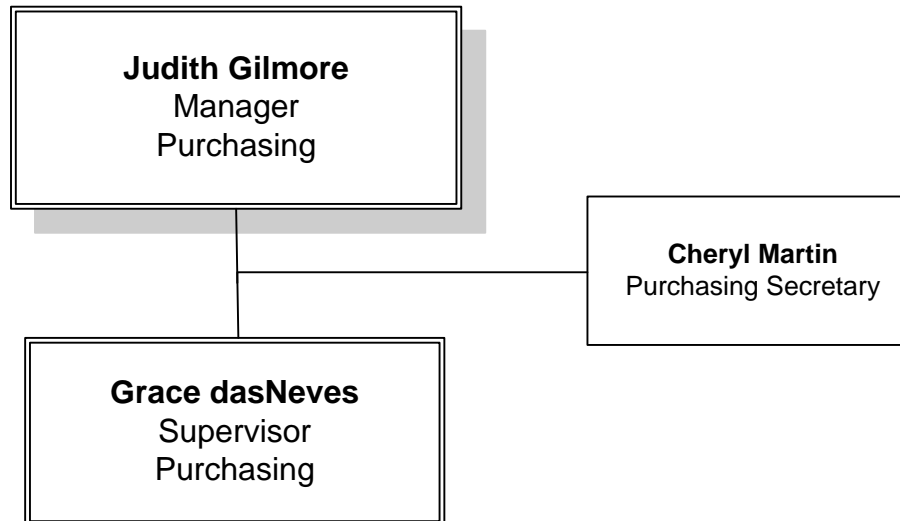 Judith Gilmore
Manager
Purchasing
Cheryl Martin
Purchasing Secretary
Grace dasNeves
Supervisor
Purchasing